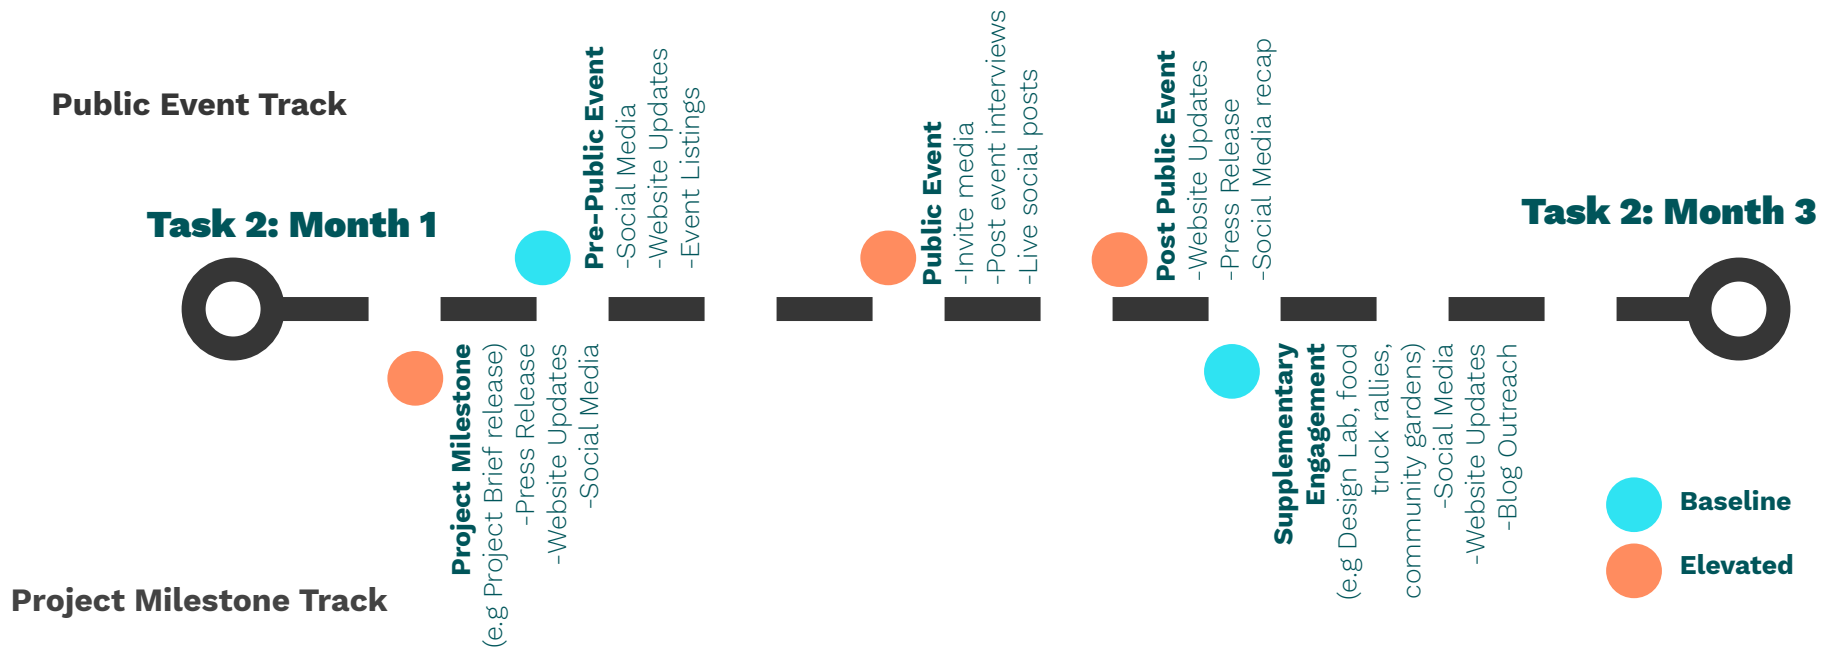 Public Event Track
Task 2: Month 1
Pre-Public Event
-Social Media
-Website Updates
-Event Listings
Public Event
-Invite media
-Post event interviews
-Live social posts
Post Public Event
-Website Updates
-Press Release
-Social Media recap
Task 2: Month 3
Project Milestone
(e.g Project Brief release)
-Press Release
-Website Updates
-Social Media
Supplementary
Engagement
(e.g Design Lab, food
truck rallies,
community gardens)
-Social Media
-Website Updates
-Blog Outreach
Baseline
Elevated
Project Milestone Track